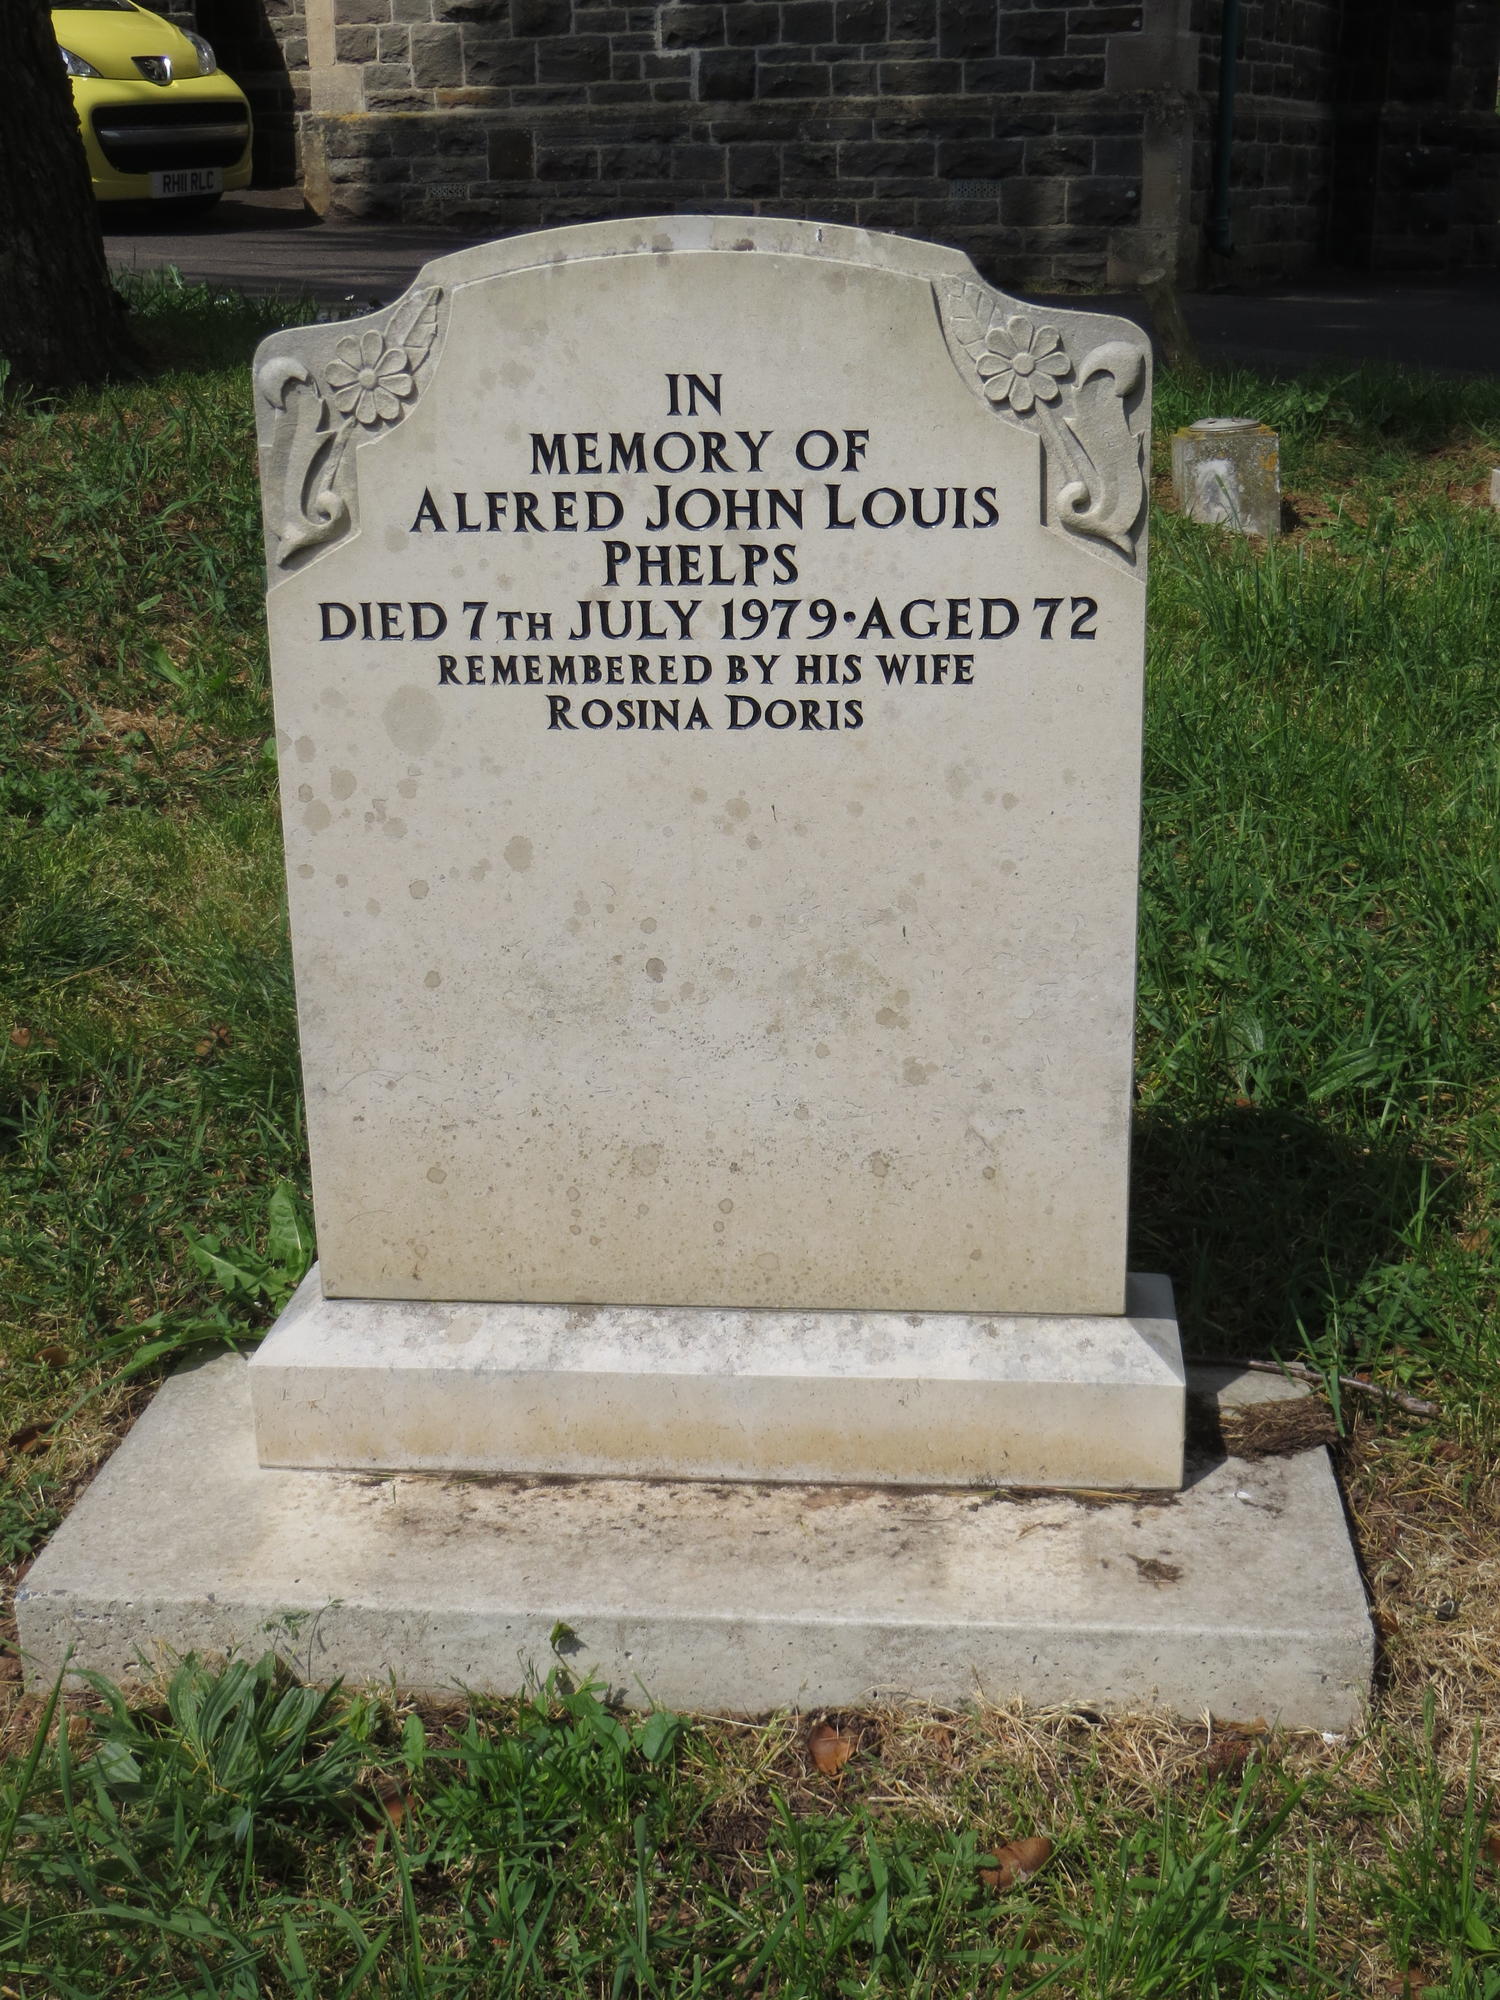 RH11 RLC
IN
MEMORY OF
ALFRED JOHN LOUIS
PHELPS
DIED 7TH JULY 1979·AGED 72
REMEMBERED BY HIS WIFE
ROSINA DORIS